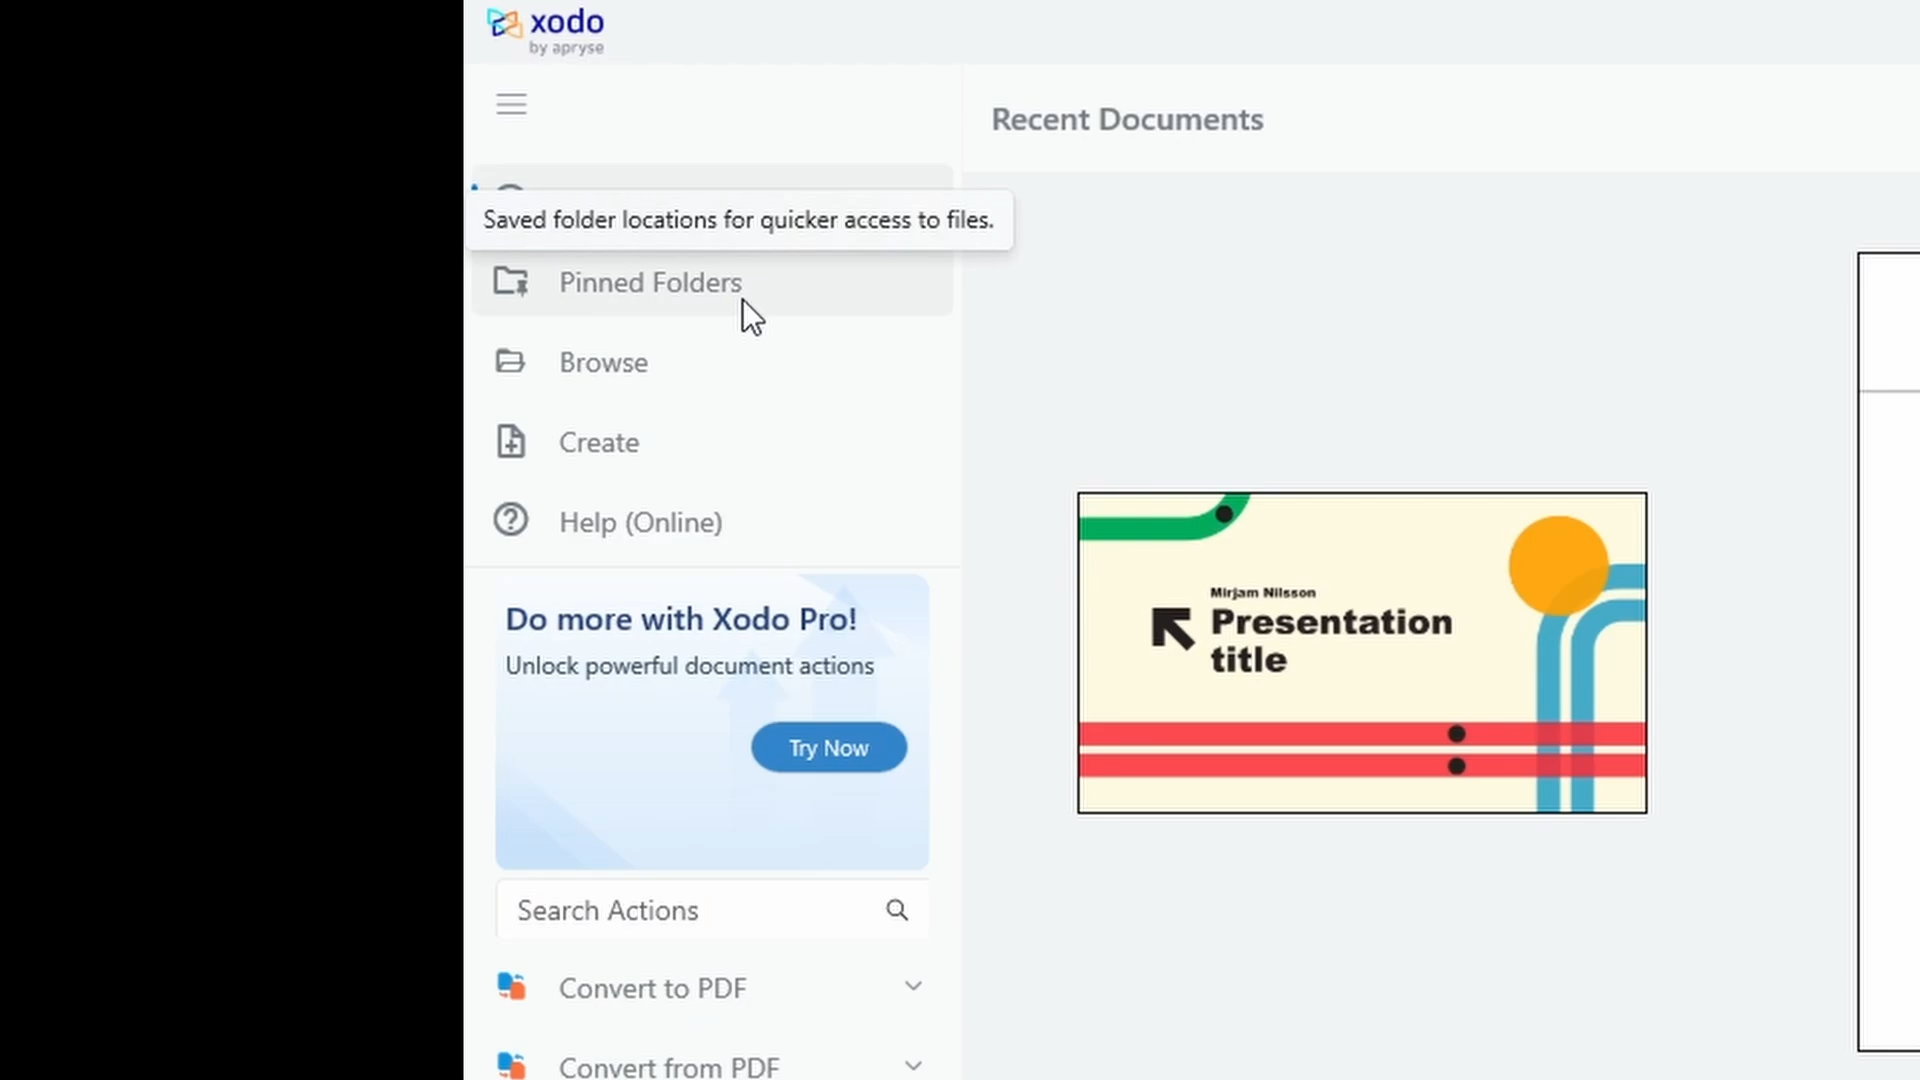 xodo
by apryse
Recent Documents
Saved folder locations for quicker access to files.
Pinned Folders
Browse
Create
Help (Online)
Do more with Xodo Pro!
Unlock powerful document actions
Try Now
Mirjam Nilsson
Presentation
title
Search Actions
Convert to PDF
Convert from PDF